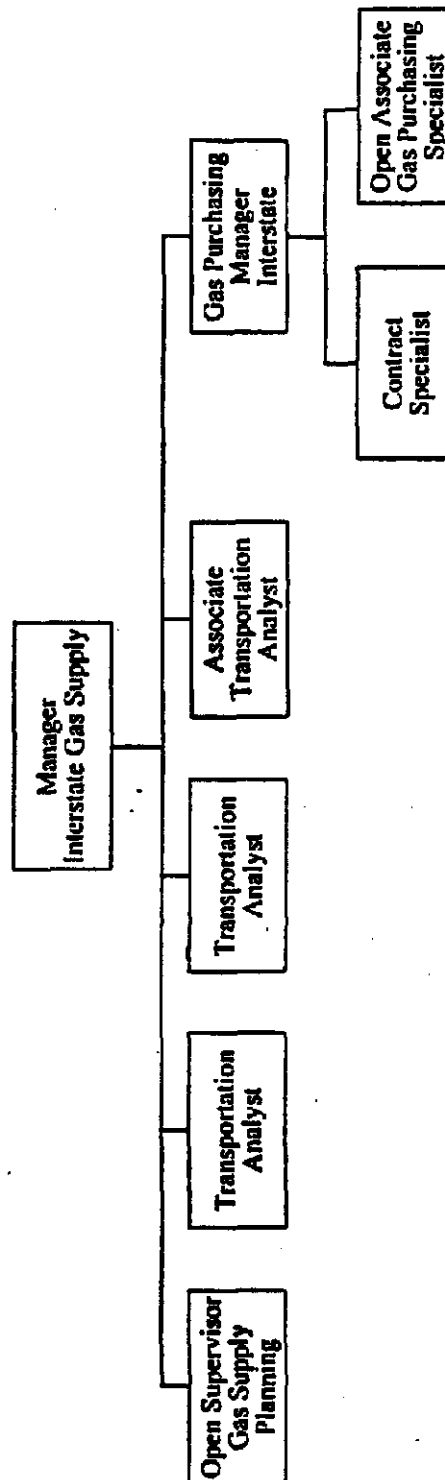 Manager
Interstate Gas Supply
Open Supervisor
Gas Supply
Planning
Transportation
Analyst
Transportation
Analyst
Associate
Transportation
Analyst
Gas Purchasing
Manager
Interstate
Contract
Specialist
Open Associate
Gas Purchasing
Specialist